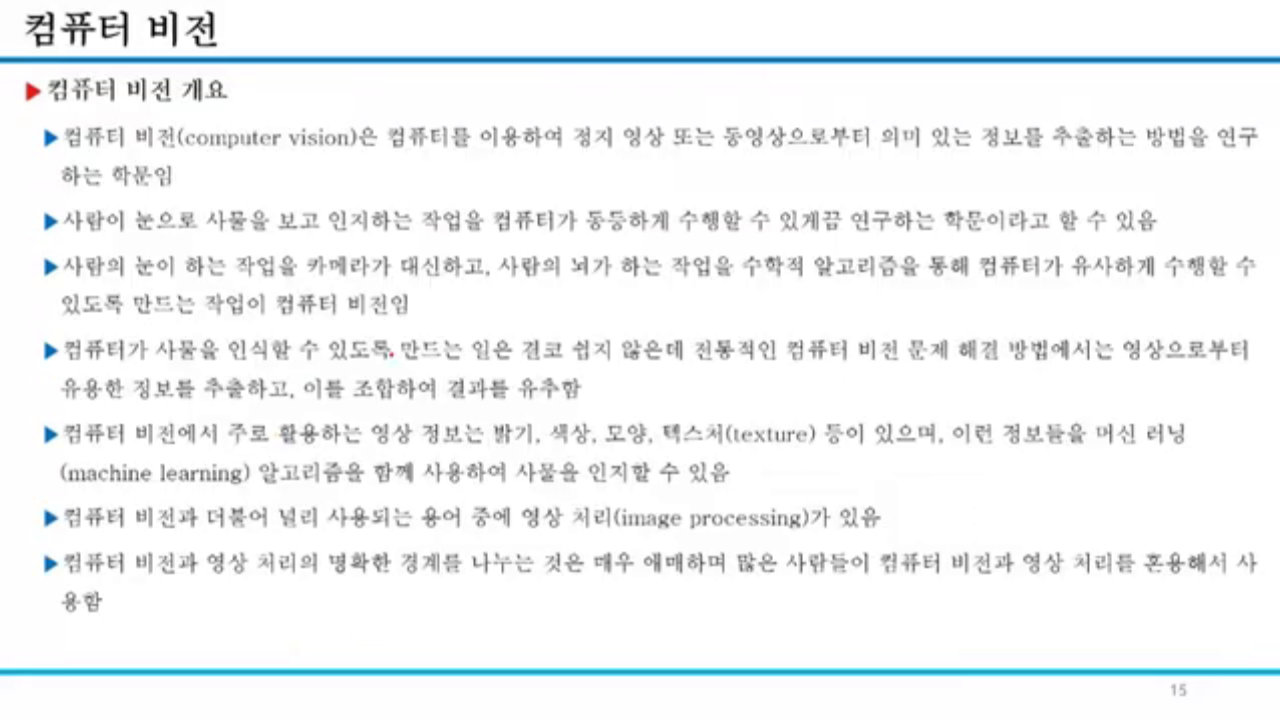 컴퓨터 비전
컴퓨터 비전 개요
컴퓨터 비전(computer vision)은 컴퓨터를 이용하여 정지 영상 또는 동영상으로부터 의미 있는 정보를 추출하는 방법을 연구
하는 학문임
사람이 눈으로 사물을 보고 인지하는 작업을 컴퓨터가 동등하게 수행할 수 있게끔 연구하는 학문이라고 할 수 있음
사람의 눈이 하는 작업을 카메라가 대신하고, 사람의 뇌가 하는 작업을 수학적 알고리즘을 통해 컴퓨터가 유사하게 수행할 수
있도록 만드는 작업이 컴퓨터 비전임
컴퓨터가 사물을 인식할 수 있도록 만드는 일은 결코 쉽지 않은데 전통적인 컴퓨터 비전 문제 해결 방법에서는 영상으로부터
유용한 정보를 추출하고, 이를 조합하여 결과를 유추함
컴퓨터 비전에서 주로 활용하는 영상 정보는 밝기, 색상, 모양, 텍스처(texture) 등이 있으며, 이런 정보들을 머신 러닝
(machine learning) 알고리즘을 함께 사용하여 사물을 인지할 수 있음
컴퓨터 비전과 더불어 널리 사용되는 용어 중에 영상 처리(image processing)가 있음
컴퓨터 비전과 영상 처리의 명확한 경계를 나누는 것은 매우 애매하며 많은 사람들이 컴퓨터 비전과 영상 처리를 혼용해서 사
용함
15